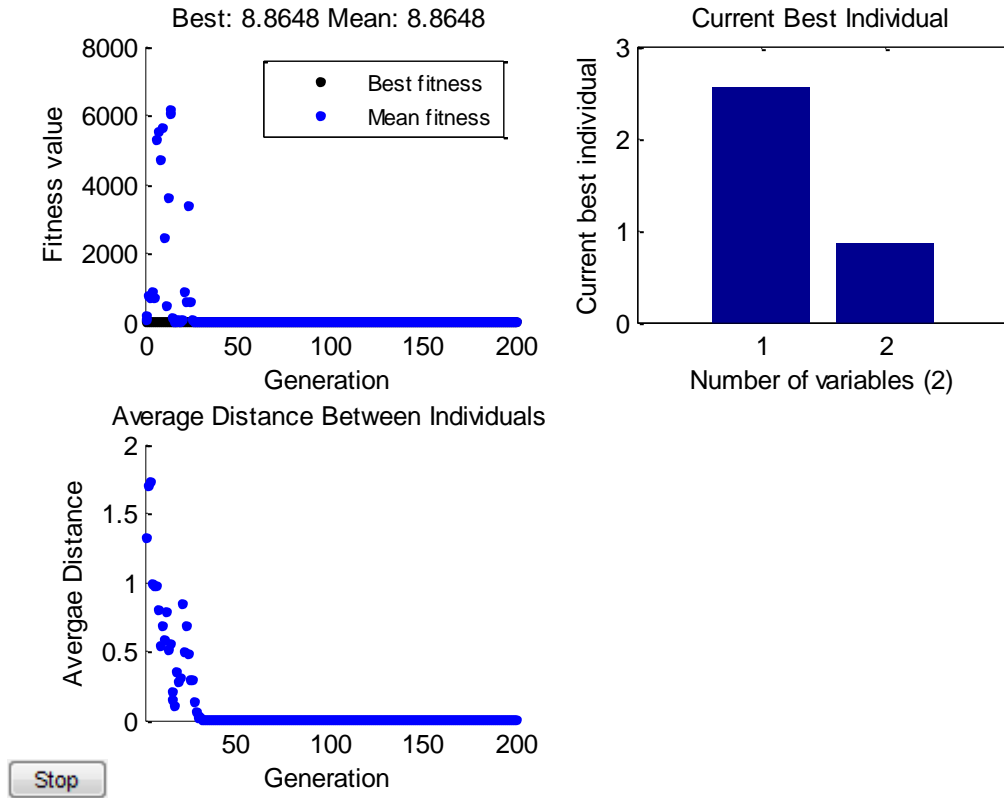 Best: 8.8648 Mean: 8.8648
8000
6000
4000
2000
0
Fitness value
Best fitness
Mean fitness
0
50
100
150
200
Generation
Current Best Individual
3
2
1
0
Current best individual
1
2
Number of variables (2)
Average Distance Between Individuals
2
1.5
1
0.5
0
Avergae Distance
50
100
150
200
Generation
Stop